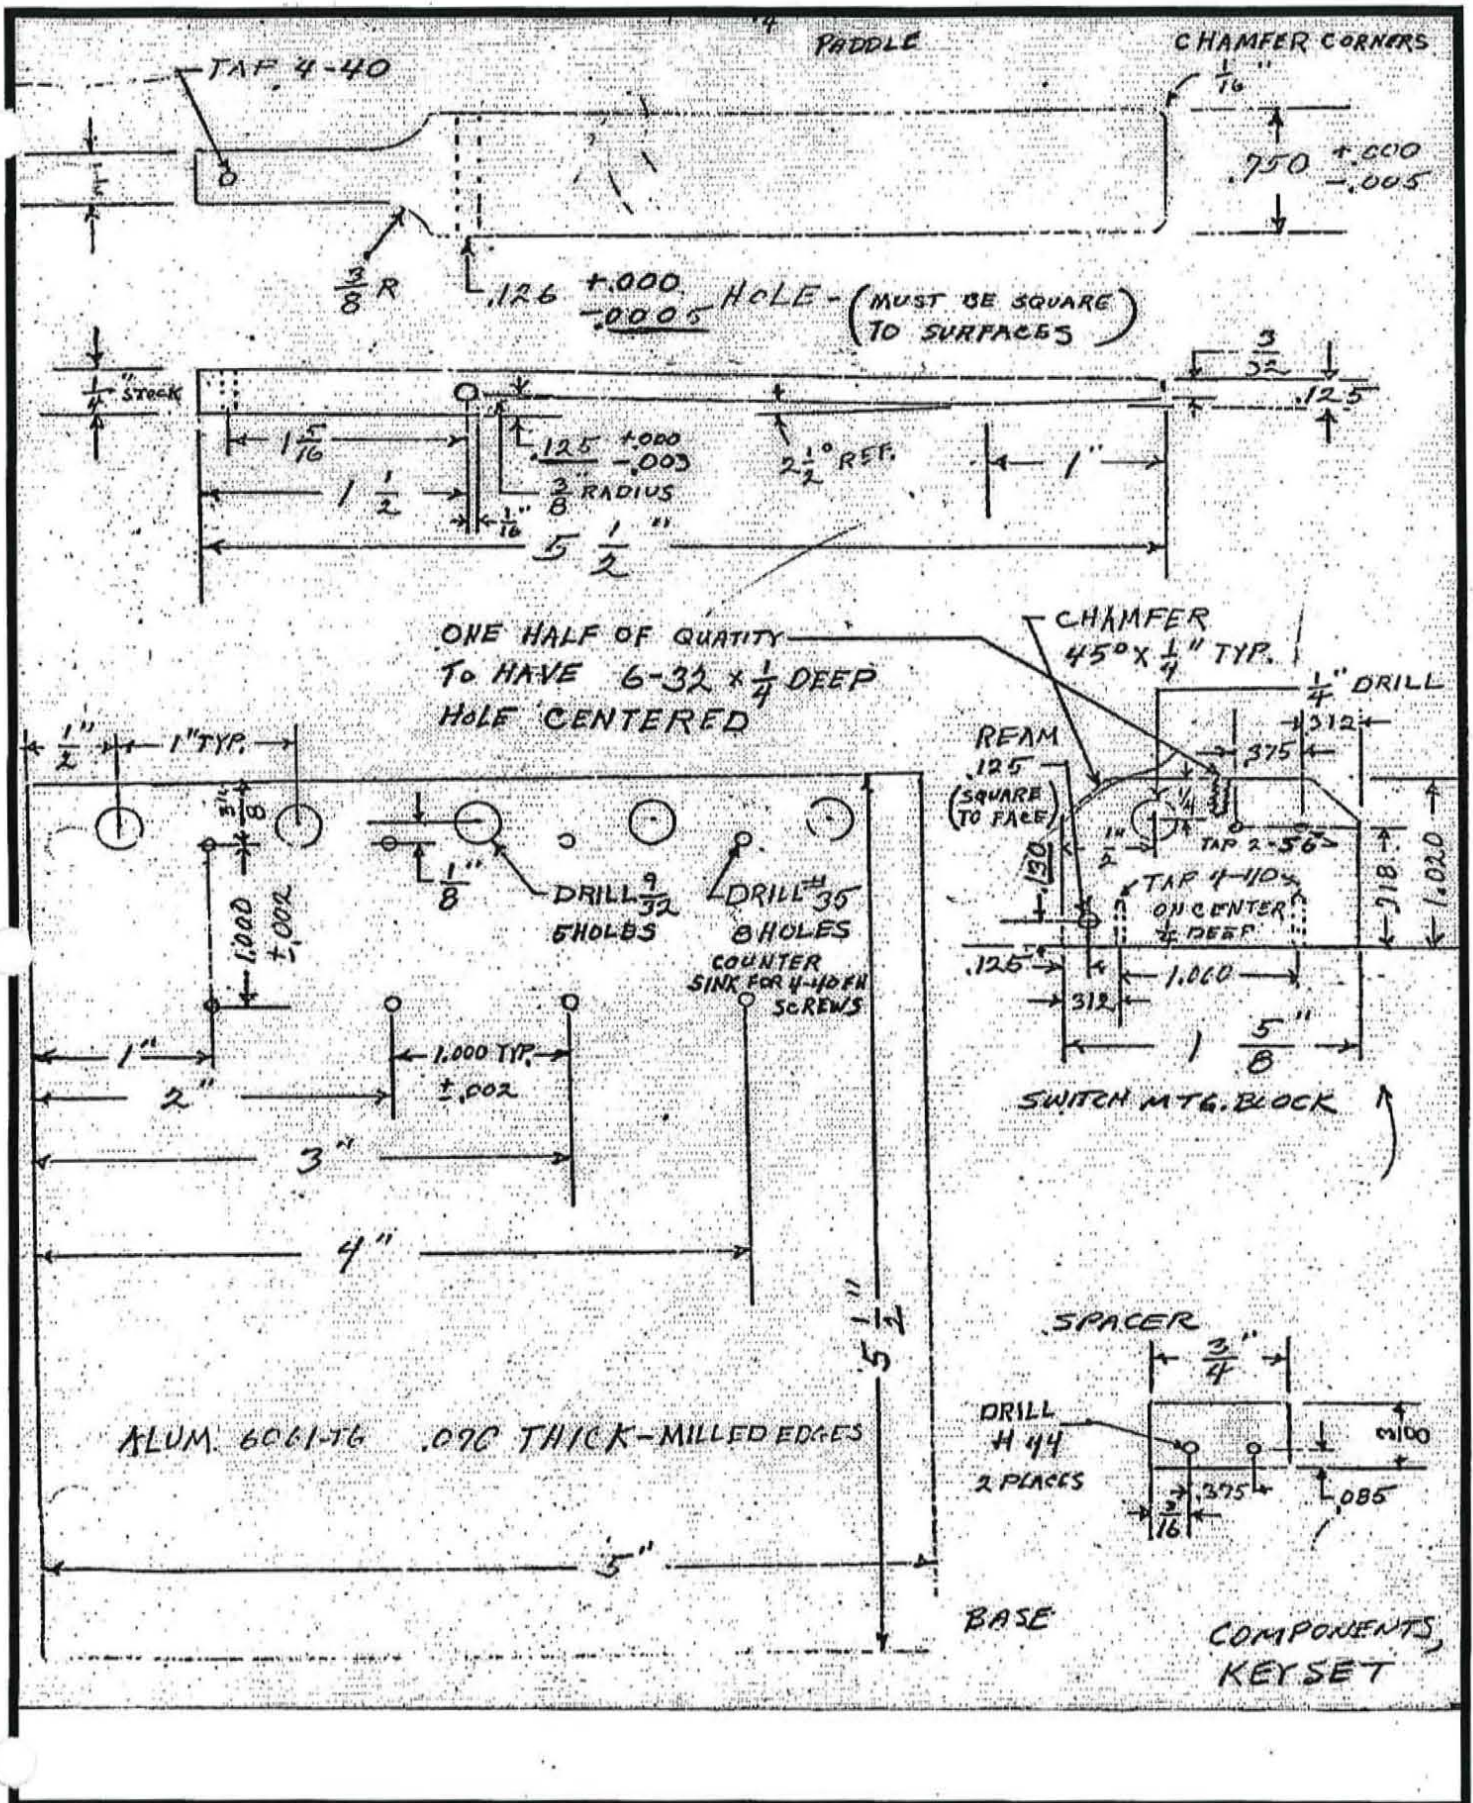 "4
PADDLE
CHAMFER CORNERS
1/16"
TAP 4-40
.750 +.000 -.005
3/8 R
.126 +.000 -.0005 HOLE - (MUST BE SQUARE
TO SURFACES)
1/4" STOCK
3/32
.125
1 5/16
.125 +.000 -.003
2 1/2° REF.
1"
1 1/2
3/8" RADIUS
1/16"
5 1/2"
ONE HALF OF QUATITY
TO HAVE 6-32 x 1/4 DEEP
HOLE CENTERED
CHAMFER
45° x 1/4" TYP.
1/4" DRILL
.312
.375
REAM
.125
(SQUARE
TO FACE)
1/4
1/2"
TAP 2-56
.130
.718
1.020
TAP 4-40
ON CENTER
DEEP
.125
.312
1.060
1 5/8"
SWITCH MTG. BLOCK
1/2"
1" TYP.
1/8"
DRILL 9/32
5 HOLES
DRILL #35
8 HOLES
COUNTER
SINK FOR 4-40 FH
SCREWS
1.000 ±.002
1"
1.000 TYP.
±.002
2"
3"
4"
5 1/2"
ALUM. 6061-T6 .090 THICK-MILLED EDGES
5"
SPACER
3/4"
DRILL
# 44
2 PLACES
.375
3/16
.085
BASE
COMPONENTS,
KEYSET